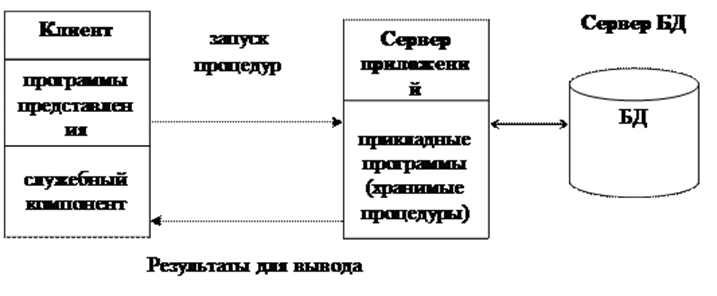 Клиент
программы
представлен
ия
служебный
компонент
запуск
процедур
Сервер
приложени
й
прикладные
программы
(хранимые
процедуры)
Сервер БД
БД
Результаты для вывода